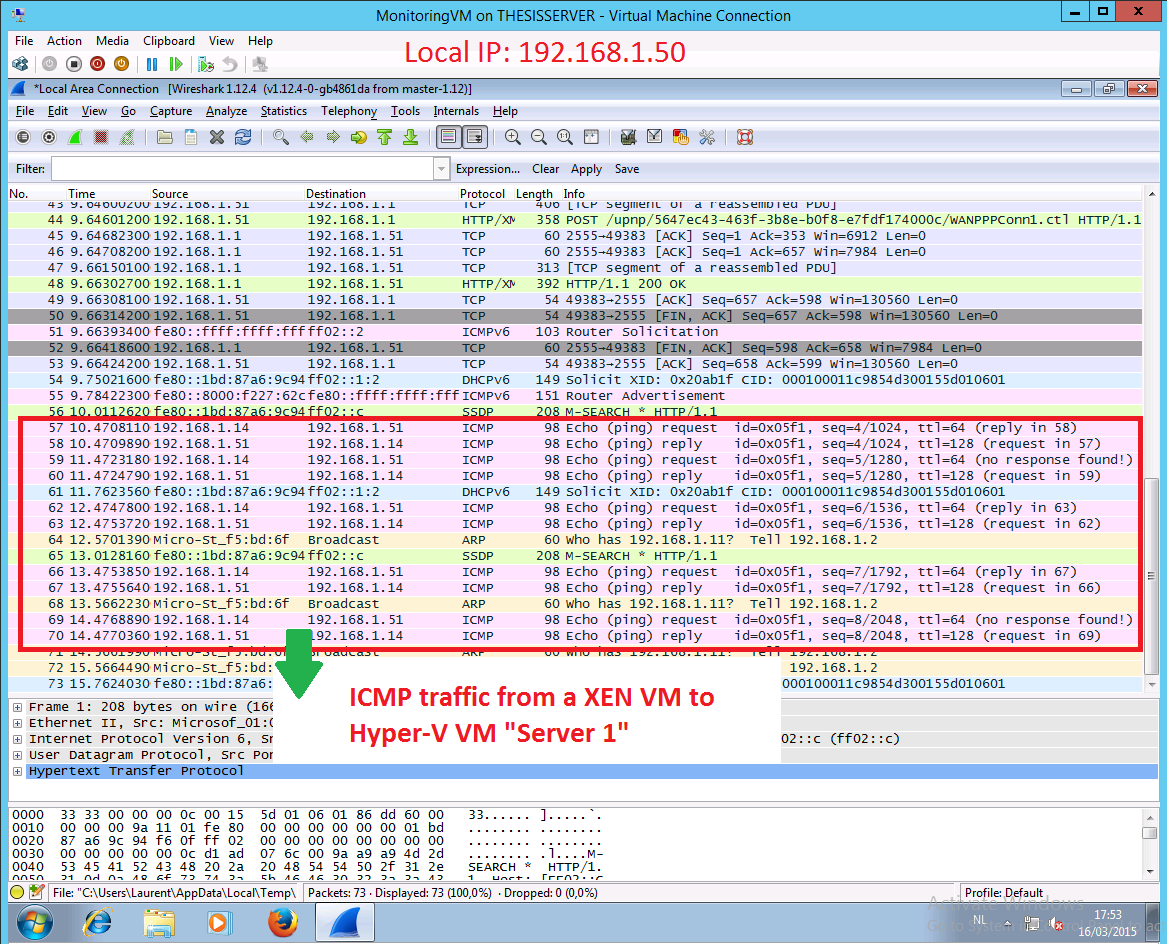 MonitoringVM on THESISSERVER - Virtual Machine Connection
File Action Media Clipboard View Help
Local IP: 192.168.1.50
*Local Area Connection [Wireshark 1.12.4 (v1.12.4-0-gb4861da from master-1.12)]
File Edit View Go Capture Analyze Statistics Telephony Tools Internals Help
Filter: Expression... Clear Apply Save
No. Time Source Destination Protocol Length Info
43 9.64600200 192.168.1.51 192.168.1.1 TCP 406 [TCP segment of a reassembled PDU]
44 9.64601200 192.168.1.51 192.168.1.1 HTTP/XM 358 POST /upnp/5647ec43-463f-3b8e-b0f8-e7fdf174000c/WANPPPConn1.ctl HTTP/1.1
45 9.64682300 192.168.1.1 192.168.1.51 TCP 60 2555→49383 [ACK] Seq=1 Ack=353 Win=6912 Len=0
46 9.64708200 192.168.1.1 192.168.1.51 TCP 60 2555→49383 [ACK] Seq=1 Ack=657 Win=7984 Len=0
47 9.66150100 192.168.1.1 192.168.1.51 TCP 313 [TCP segment of a reassembled PDU]
48 9.66302700 192.168.1.1 192.168.1.51 HTTP/XM 392 HTTP/1.1 200 OK
49 9.66308100 192.168.1.51 192.168.1.1 TCP 54 49383→2555 [ACK] Seq=657 Ack=598 Win=130560 Len=0
50 9.66314200 192.168.1.51 192.168.1.1 TCP 54 49383→2555 [FIN, ACK] Seq=657 Ack=598 Win=130560 Len=0
51 9.66393400 fe80::ffff:ffff:fff ff02::2 ICMPv6 103 Router Solicitation
52 9.66418600 192.168.1.1 192.168.1.51 TCP 60 2555→49383 [FIN, ACK] Seq=598 Ack=658 Win=7984 Len=0
53 9.66424200 192.168.1.51 192.168.1.1 TCP 54 49383→2555 [ACK] Seq=658 Ack=599 Win=130560 Len=0
54 9.75021600 fe80::1bd:87a6:9c94 ff02::1:2 DHCPv6 149 Solicit XID: 0x20ab1f CID: 000100011c9854d300155d010601
55 9.78422300 fe80::8000:f227:62c fe80::ffff:ffff:fff ICMPv6 151 Router Advertisement
56 10.0112620 fe80::1bd:87a6:9c94 ff02::c SSDP 208 M-SEARCH * HTTP/1.1
57 10.4708110 192.168.1.14 192.168.1.51 ICMP 98 Echo (ping) request id=0x05f1, seq=4/1024, ttl=64 (reply in 58)
58 10.4709890 192.168.1.51 192.168.1.14 ICMP 98 Echo (ping) reply id=0x05f1, seq=4/1024, ttl=128 (request in 57)
59 11.4723180 192.168.1.14 192.168.1.51 ICMP 98 Echo (ping) request id=0x05f1, seq=5/1280, ttl=64 (no response found!)
60 11.4724790 192.168.1.51 192.168.1.14 ICMP 98 Echo (ping) reply id=0x05f1, seq=5/1280, ttl=128 (request in 59)
61 11.7623560 fe80::1bd:87a6:9c94 ff02::1:2 DHCPv6 149 Solicit XID: 0x20ab1f CID: 000100011c9854d300155d010601
62 12.4747800 192.168.1.14 192.168.1.51 ICMP 98 Echo (ping) request id=0x05f1, seq=6/1536, ttl=64 (reply in 63)
63 12.4753720 192.168.1.51 192.168.1.14 ICMP 98 Echo (ping) reply id=0x05f1, seq=6/1536, ttl=128 (request in 62)
64 12.5701390 Micro-St_f5:bd:6f Broadcast ARP 60 Who has 192.168.1.11? Tell 192.168.1.2
65 13.0128160 fe80::1bd:87a6:9c94 ff02::c SSDP 208 M-SEARCH * HTTP/1.1
66 13.4753850 192.168.1.14 192.168.1.51 ICMP 98 Echo (ping) request id=0x05f1, seq=7/1792, ttl=64 (reply in 67)
67 13.4755640 192.168.1.51 192.168.1.14 ICMP 98 Echo (ping) reply id=0x05f1, seq=7/1792, ttl=128 (request in 66)
68 13.5662230 Micro-St_f5:bd:6f Broadcast ARP 60 Who has 192.168.1.11? Tell 192.168.1.2
69 14.4768890 192.168.1.14 192.168.1.51 ICMP 98 Echo (ping) request id=0x05f1, seq=8/2048, ttl=64 (no response found!)
70 14.4770360 192.168.1.51 192.168.1.14 ICMP 98 Echo (ping) reply id=0x05f1, seq=8/2048, ttl=128 (request in 69)
71 14.5661990 Micro-St_f5:bd:6f Broadcast ARP 60 Who has 192.168.1.11? Tell 192.168.1.2
72 15.5664490 Micro-St_f5:bd: 192.168.1.2
73 15.7624030 fe80::1bd:87a6: 000100011c9854d300155d010601
ICMP traffic from a XEN VM to
Hyper-V VM "Server 1"
Frame 1: 208 bytes on wire (166
Ethernet II, Src: Microsof_01:0
Internet Protocol Version 6, Sr 02::c (ff02::c)
User Datagram Protocol, Src Por
Hypertext Transfer Protocol
0000 33 33 00 00 00 0c 00 15 5d 01 06 01 86 dd 60 00 33...... ].....`.
0010 00 00 00 9a 11 01 fe 80 00 00 00 00 00 00 01 bd ........ ........
0020 87 a6 9c 94 f6 0f ff 02 00 00 00 00 00 00 00 00 ........ ........
0030 00 00 00 00 00 0c d1 ad 07 6c 00 9a a9 a9 4d 2d ........ .l....M-
0040 53 45 41 52 43 48 20 2a 20 48 54 54 50 2f 31 2e SEARCH * HTTP/1.
0050 31 0d 0a 48 6f 73 74 3a 5b 46 46 30 32 3a 3a 43 1..Host: [FF02::C
File: "C:\Users\Laurent\AppData\Local\Temp\ Packets: 73 · Displayed: 73 (100,0%) · Dropped: 0 (0,0%) Profile: Default
Activate Windows
NL 17:53
16/03/2015